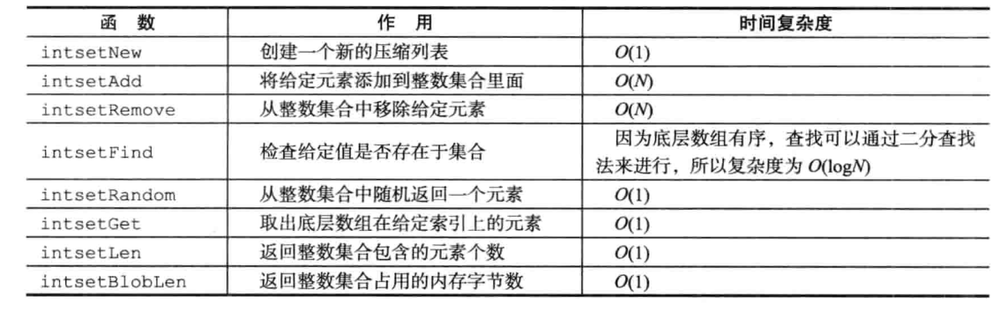 函 数 作 用 时间复杂度
intsetNew 创建一个新的压缩列表 O(1)
intsetAdd 将给定元素添加到整数集合里面 O(N)
intsetRemove 从整数集合中移除给定元素 O(N)
intsetFind 检查给定值是否存在于集合 因为底层数组有序，查找可以通过二分查找
法来进行，所以复杂度为 O(logN)
intsetRandom 从整数集合中随机返回一个元素 O(1)
intsetGet 取出底层数组在给定索引上的元素 O(1)
intsetLen 返回整数集合包含的元素个数 O(1)
intsetBlobLen 返回整数集合占用的内存字节数 O(1)